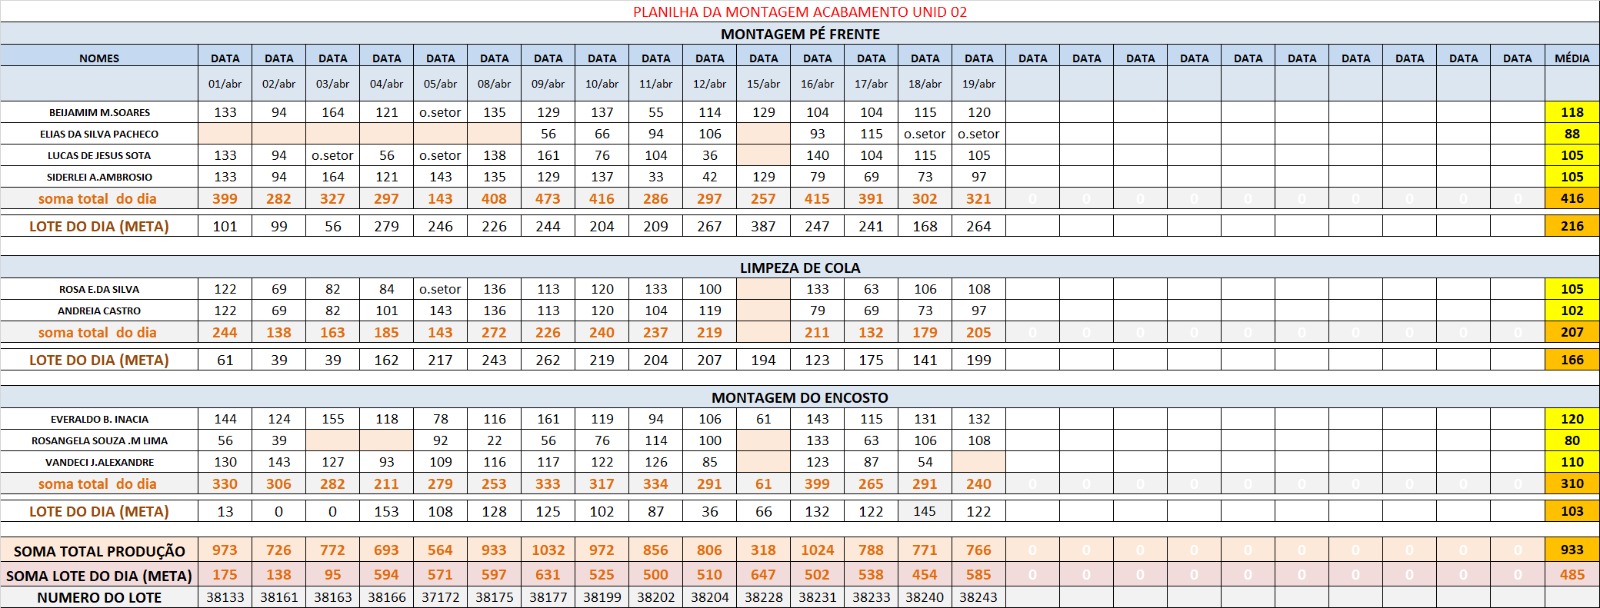 PLANILHA DA MONTAGEM ACABAMENTO UNID 02
MONTAGEM PÉ FRENTE
NOMES DATA DATA DATA DATA DATA DATA DATA DATA DATA DATA DATA DATA DATA DATA DATA DATA DATA DATA DATA DATA DATA DATA DATA DATA DATA MÉDIA
01/abr 02/abr 03/abr 04/abr 05/abr 08/abr 09/abr 10/abr 11/abr 12/abr 15/abr 16/abr 17/abr 18/abr 19/abr
BEIJAMIM M.SOARES 133 94 164 121 o.setor 135 129 137 55 114 129 104 104 115 120 118
ELIAS DA SILVA PACHECO 56 66 94 106 93 115 o.setor o.setor 88
LUCAS DE JESUS SOTA 133 94 o.setor 56 o.setor 138 161 76 104 36 140 104 115 105 105
SIDERLEI A.AMBROSIO 133 94 164 121 143 135 129 137 33 42 129 79 69 73 97 105
soma total do dia 399 282 327 297 143 408 473 416 286 297 257 415 391 302 321 0 0 0 0 0 0 0 0 0 0 416
LOTE DO DIA (META) 101 99 56 279 246 226 244 204 209 267 387 247 241 168 264 216
LIMPEZA DE COLA
ROSA E.DA SILVA 122 69 82 84 o.setor 136 113 120 133 100 133 63 106 108 105
ANDREIA CASTRO 122 69 82 101 143 136 113 120 104 119 79 69 73 97 102
soma total do dia 244 138 163 185 143 272 226 240 237 219 211 132 179 205 0 0 0 0 0 0 0 0 0 0 207
LOTE DO DIA (META) 61 39 39 162 217 243 262 219 204 207 194 123 175 141 199 166
MONTAGEM DO ENCOSTO
EVERALDO B. INACIA 144 124 155 118 78 116 161 119 94 106 61 143 115 131 132 120
ROSANGELA SOUZA .M LIMA 56 39 92 22 56 76 114 100 133 63 106 108 80
VANDECI J.ALEXANDRE 130 143 127 93 109 116 117 122 126 85 123 87 54 110
soma total do dia 330 306 282 211 279 253 333 317 334 291 61 399 265 291 240 0 0 0 0 0 0 0 0 0 0 310
LOTE DO DIA (META) 13 0 0 153 108 128 125 102 87 36 66 132 122 145 122 103
SOMA TOTAL PRODUÇÃO 973 726 772 693 564 933 1032 972 856 806 318 1024 788 771 766 0 0 0 0 0 0 0 0 0 0 933
SOMA LOTE DO DIA (META) 175 138 95 594 571 597 631 525 500 510 647 502 538 454 585 0 0 0 0 0 0 0 0 0 0 485
NUMERO DO LOTE 38133 38161 38163 38166 37172 38175 38177 38199 38202 38204 38228 38231 38233 38240 38243